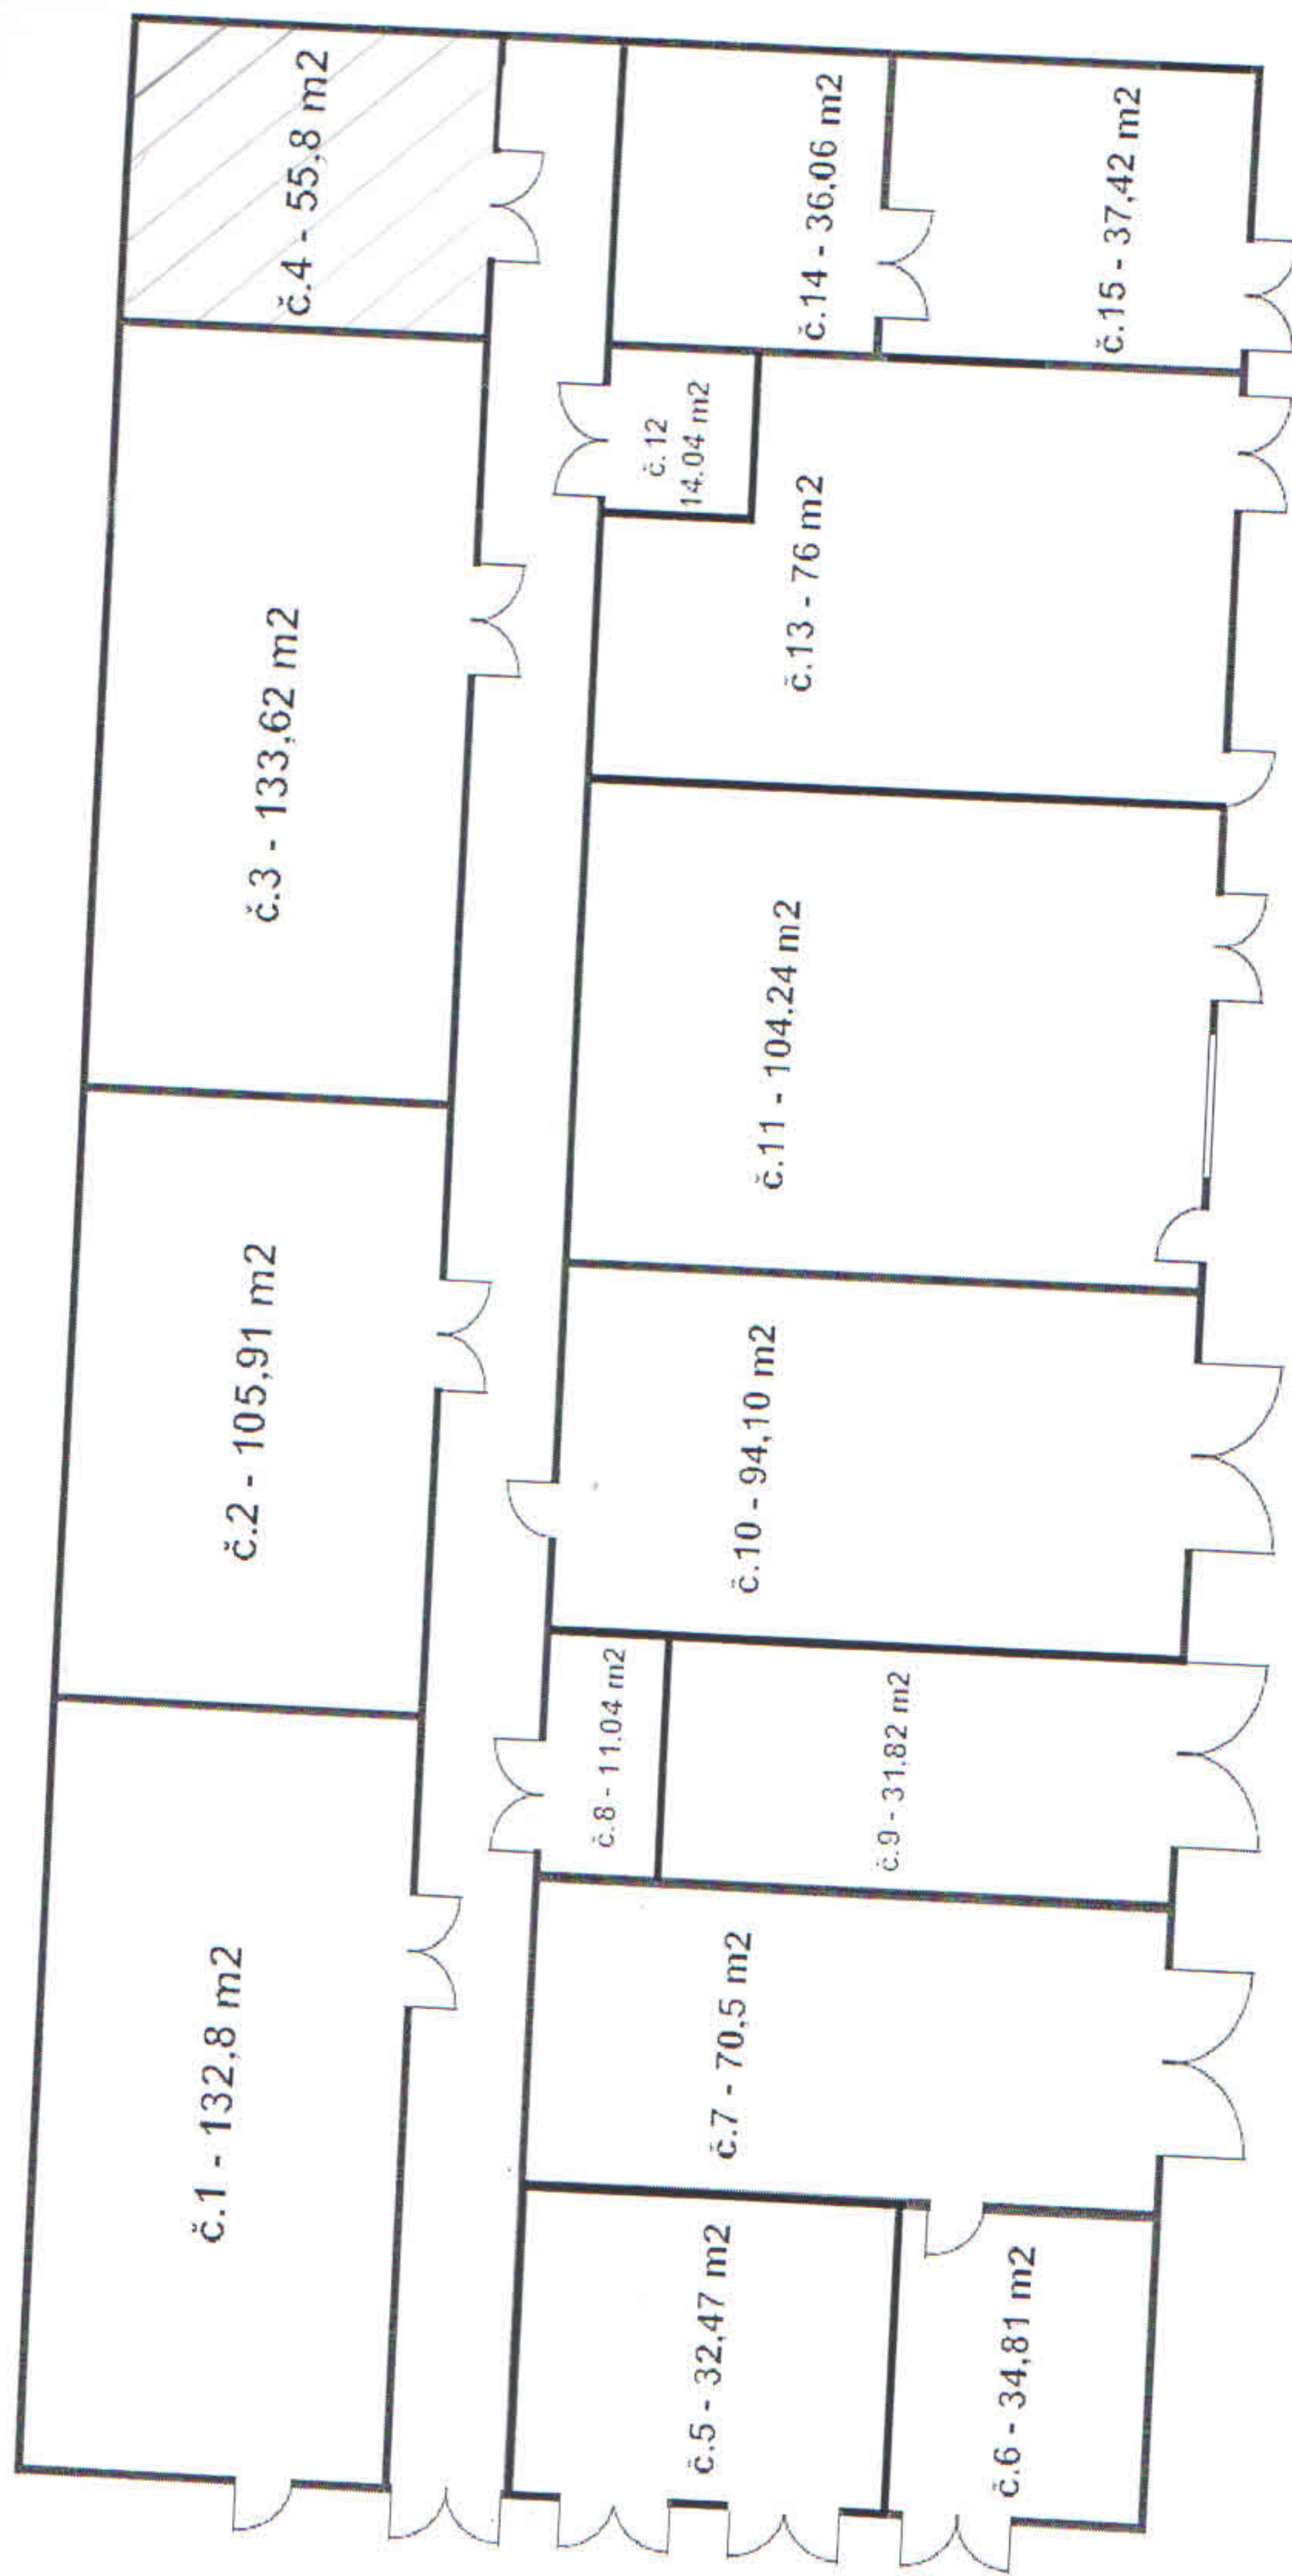 č.1 - 132,8 m2
č.2 - 105,91 m2
č.3 - 133,62 m2
č.4 - 55,8 m2
č.5 - 32,47 m2
č.6 - 34,81 m2
č.7 - 70,5 m2
č.8 - 11.04 m2
č.9 - 31,82 m2
č.10 - 94,10 m2
č.11 - 104.24 m2
č.12
14.04 m2
č.13 - 76 m2
č.14 - 36,06 m2
č.15 - 37,42 m2